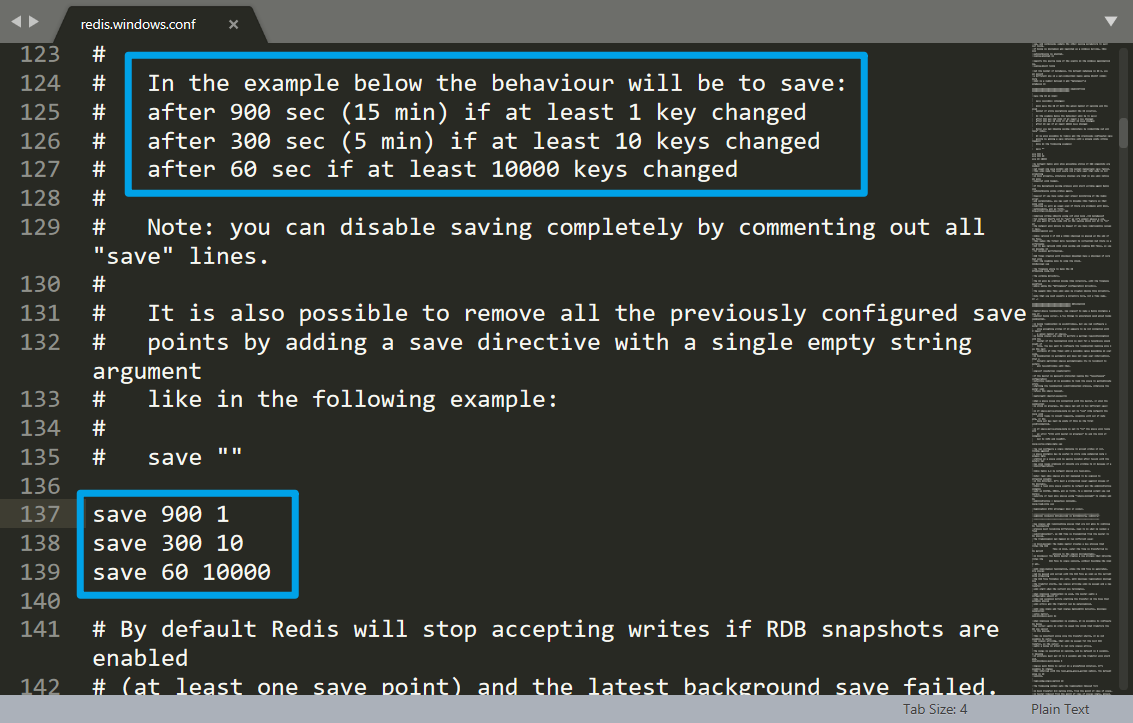 redis.windows.conf
123 #
124 #   In the example below the behaviour will be to save:
125 #   after 900 sec (15 min) if at least 1 key changed
126 #   after 300 sec (5 min) if at least 10 keys changed
127 #   after 60 sec if at least 10000 keys changed
128 #
129 #   Note: you can disable saving completely by commenting out all
"save" lines.
130 #
131 #   It is also possible to remove all the previously configured save
132 #   points by adding a save directive with a single empty string
argument
133 #   like in the following example:
134 #
135 #   save ""
136
137 save 900 1
138 save 300 10
139 save 60 10000
140
141 # By default Redis will stop accepting writes if RDB snapshots are
enabled
142 # (at least one save point) and the latest background save failed.
Tab Size: 4 Plain Text